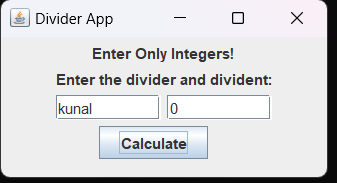 Divider App
Enter Only Integers!
Enter the divider and divident:
kunal 0
Calculate